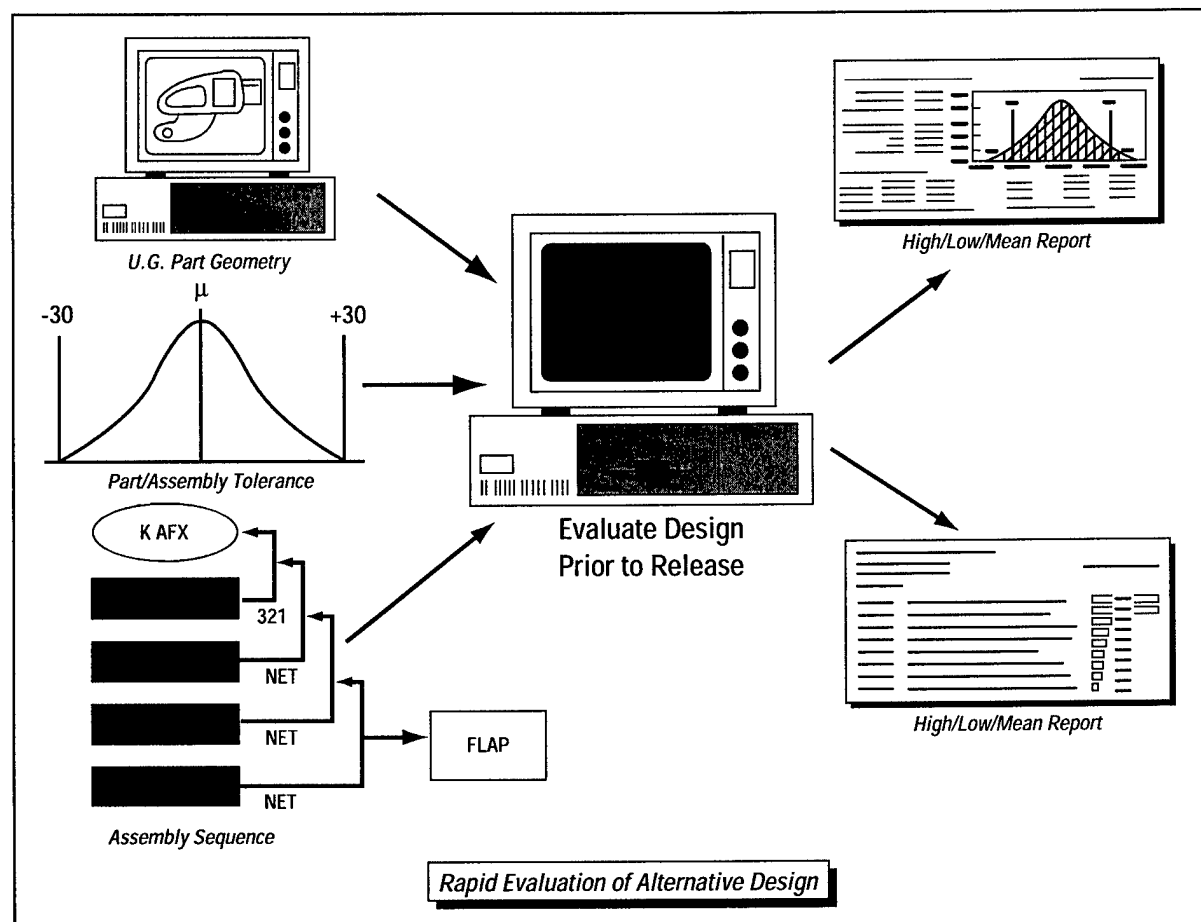 U.G. Part Geometry
High/Low/Mean Report
-30
μ
+30
Part/Assembly Tolerance
Evaluate Design
Prior to Release
K AFX
321
NET
NET
NET
FLAP
Assembly Sequence
High/Low/Mean Report
Rapid Evaluation of Alternative Design